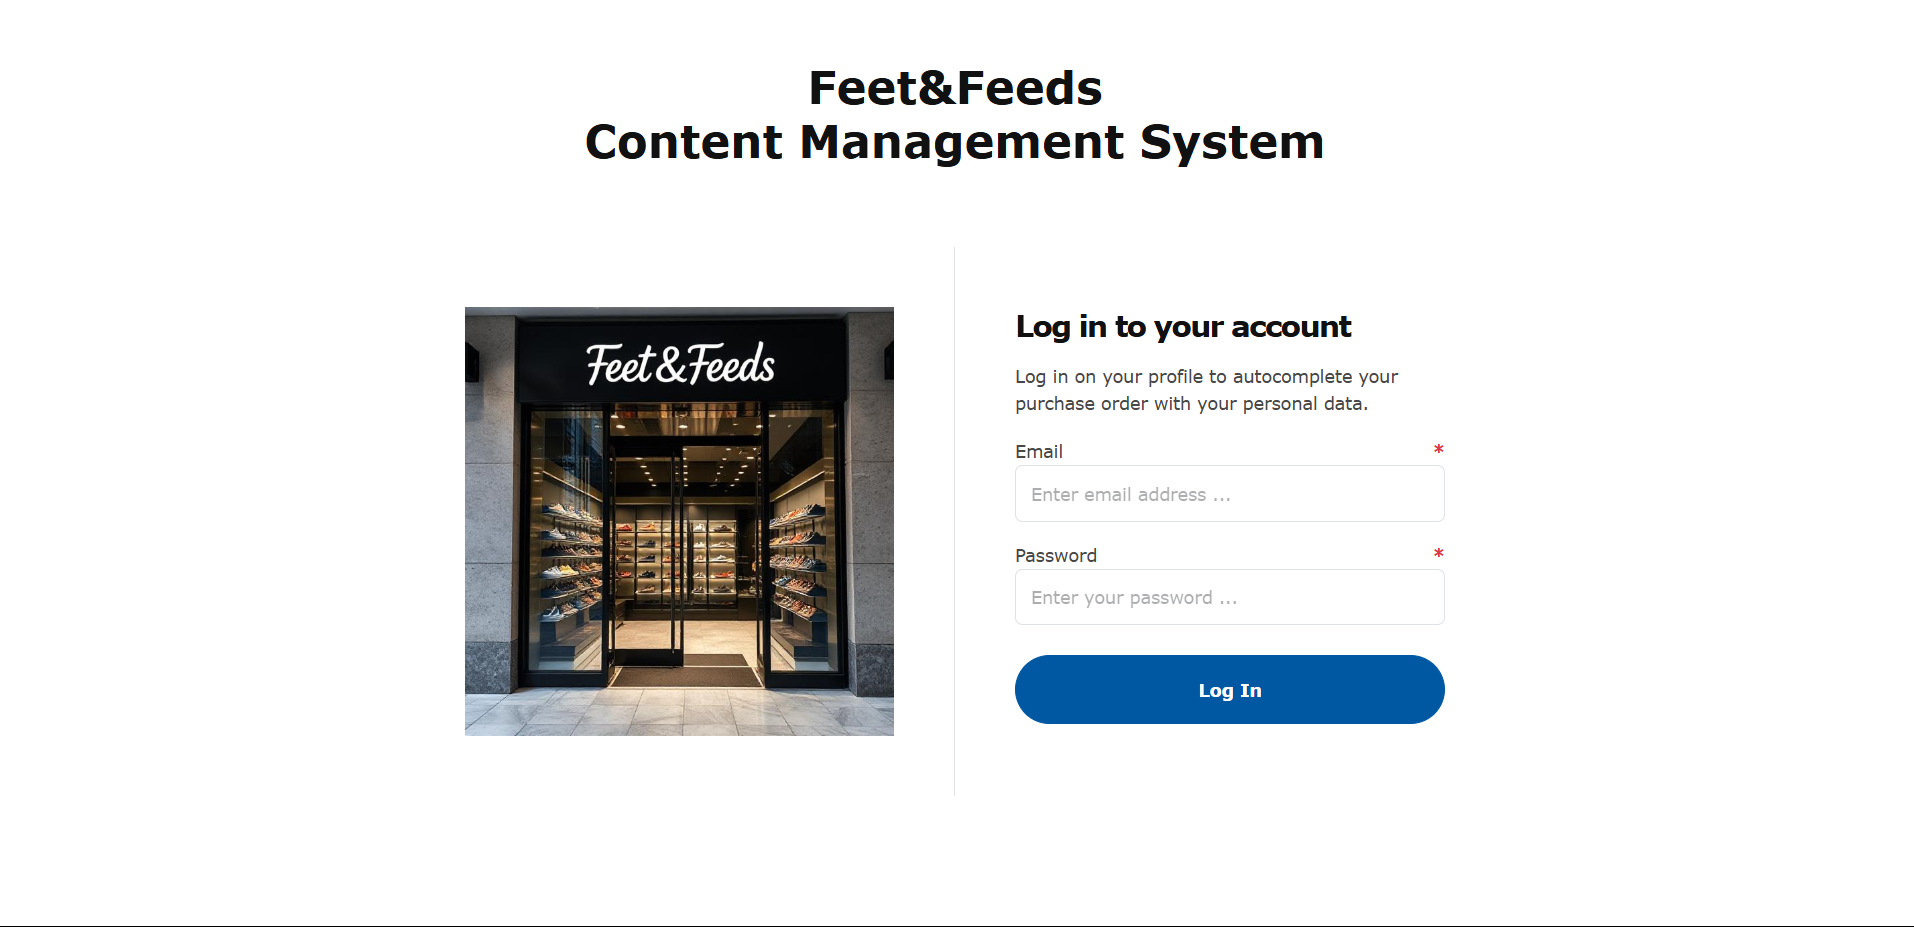 Feet&Feeds
Content Management System
Feet&Feeds
Log in to your account
Log in on your profile to autocomplete your
purchase order with your personal data.
Email *
Enter email address ...
Password *
Enter your password ...
Log In